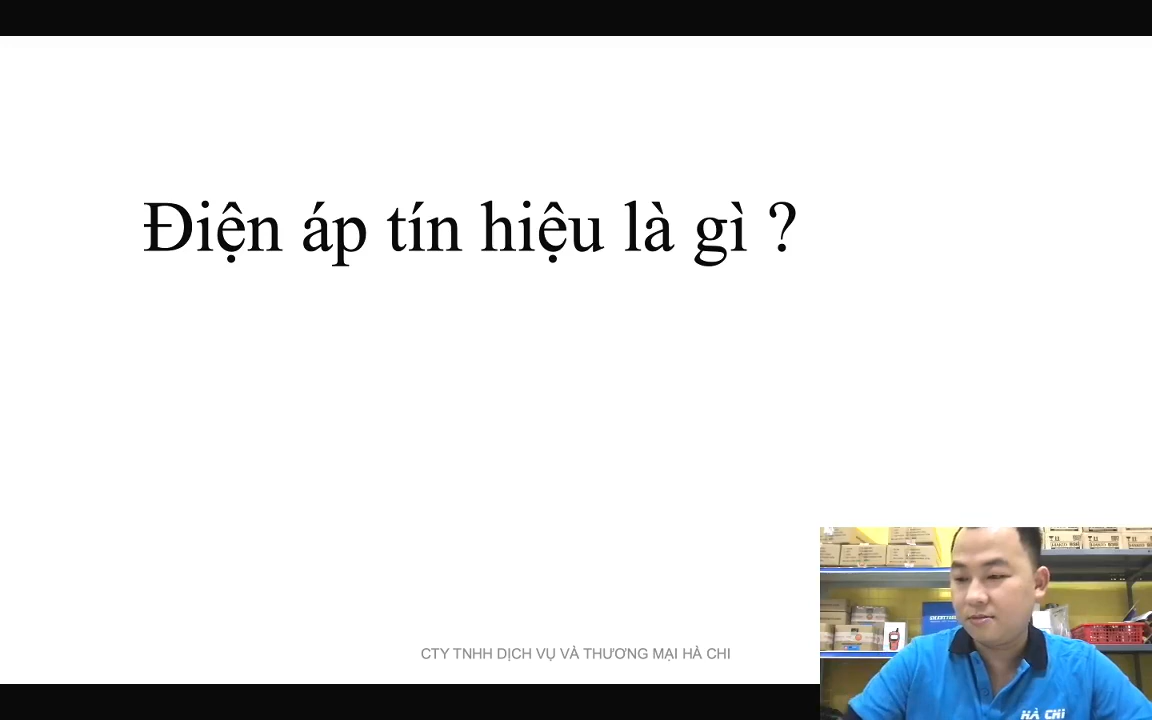 Điện áp tín hiệu là gì ?
CTY TNHH DỊCH VỤ VÀ THƯƠNG MẠI HÀ CHI
HÀ CHI